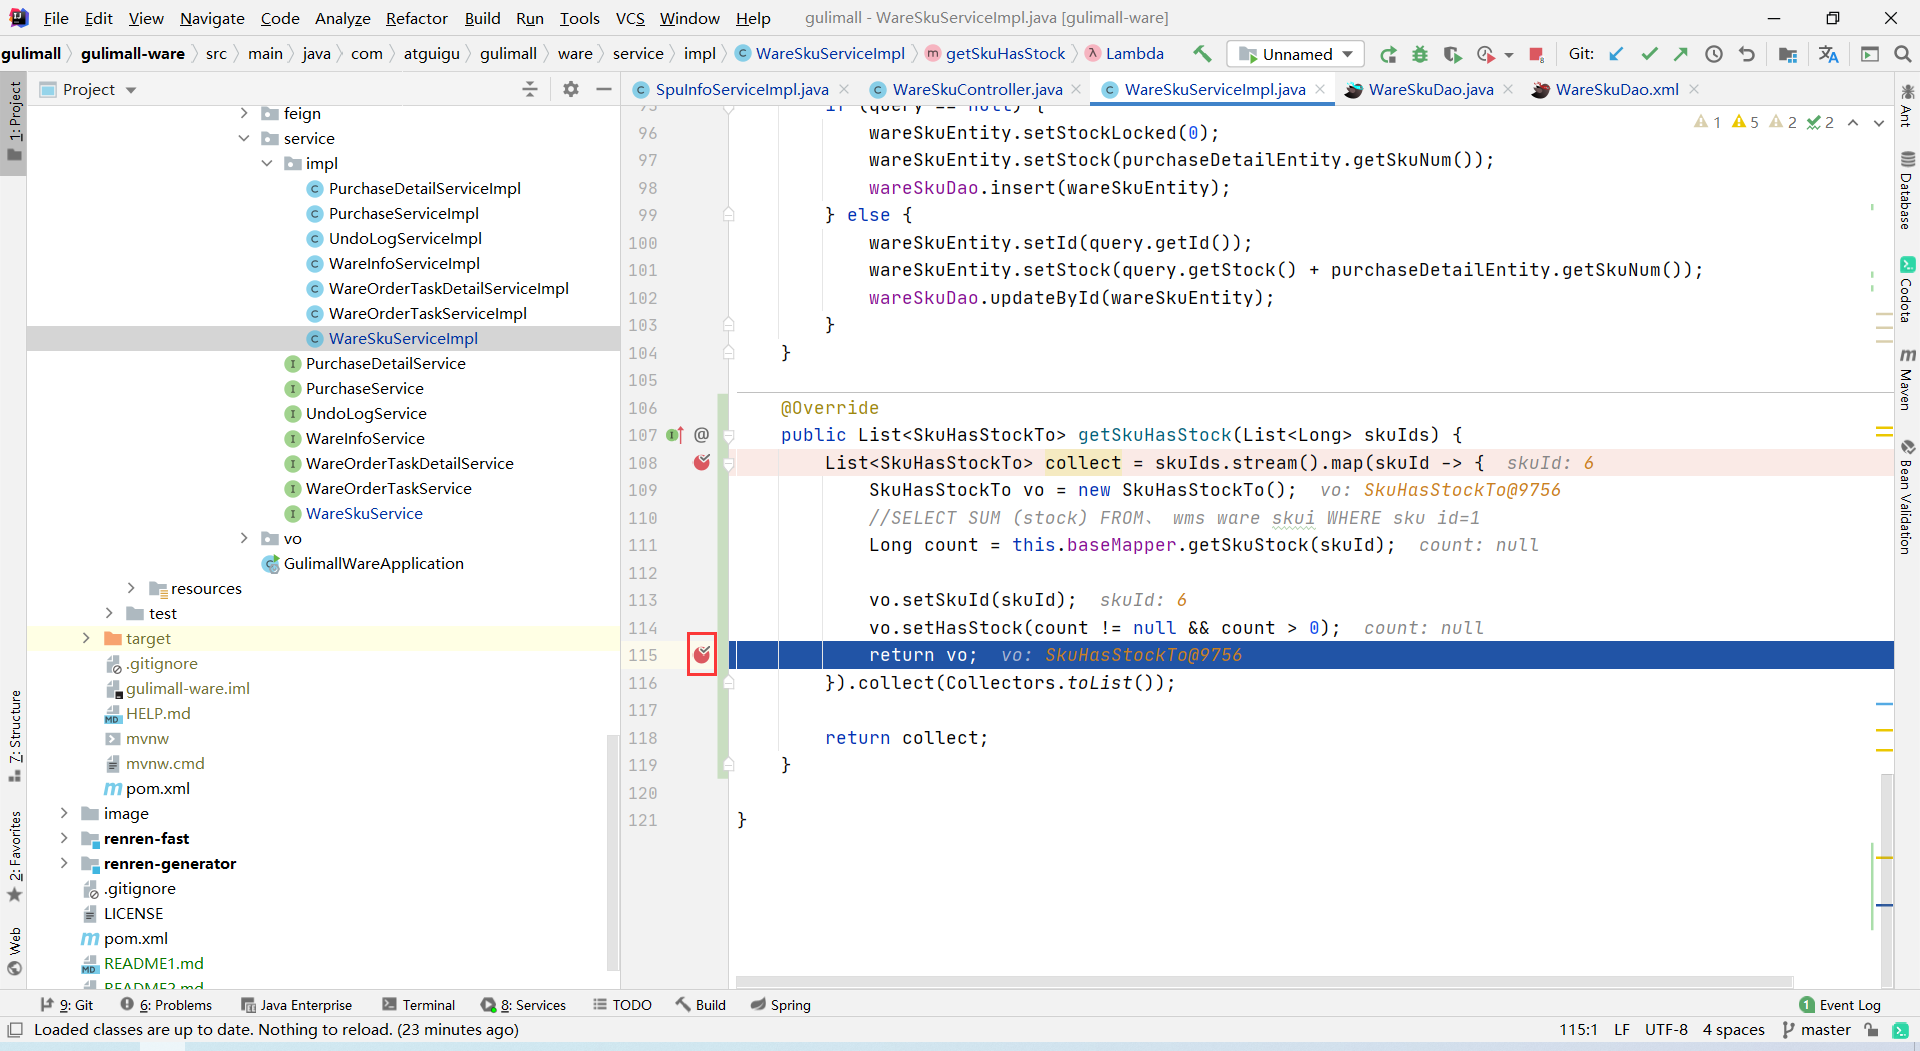 File Edit View Navigate Code Analyze Refactor Build Run Tools VCS Window Help gulimall - WareSkuServiceImpl.java [gulimall-ware]
gulimall gulimall-ware src main java com atguigu gulimall ware service impl WareSkuServiceImpl getSkuHasStock Lambda Unnamed Git:
Project
SpuInfoServiceImpl.java WareSkuController.java WareSkuServiceImpl.java WareSkuDao.java WareSkuDao.xml
1: Project
7: Structure
2: Favorites
Web
feign
service
impl
PurchaseDetailServiceImpl
PurchaseServiceImpl
UndoLogServiceImpl
WareInfoServiceImpl
WareOrderTaskDetailServiceImpl
WareOrderTaskServiceImpl
WareSkuServiceImpl
PurchaseDetailService
PurchaseService
UndoLogService
WareInfoService
WareOrderTaskDetailService
WareOrderTaskService
WareSkuService
vo
GulimallWareApplication
resources
test
target
.gitignore
gulimall-ware.iml
HELP.md
mvnw
mvnw.cmd
pom.xml
image
renren-fast
renren-generator
.gitignore
LICENSE
pom.xml
README1.md
README2.md
1 5 2 2
95 if (query == null) {
96 wareSkuEntity.setStockLocked(0);
97 wareSkuEntity.setStock(purchaseDetailEntity.getSkuNum());
98 wareSkuDao.insert(wareSkuEntity);
99 } else {
100 wareSkuEntity.setId(query.getId());
101 wareSkuEntity.setStock(query.getStock() + purchaseDetailEntity.getSkuNum());
102 wareSkuDao.updateById(wareSkuEntity);
103 }
104 }
105
106 @Override
107 public List<SkuHasStockTo> getSkuHasStock(List<Long> skuIds) {
108 List<SkuHasStockTo> collect = skuIds.stream().map(skuId -> { skuId: 6
109 SkuHasStockTo vo = new SkuHasStockTo(); vo: SkuHasStockTo@9756
110 //SELECT SUM (stock) FROM、 wms ware skui WHERE sku id=1
111 Long count = this.baseMapper.getSkuStock(skuId); count: null
112
113 vo.setSkuId(skuId); skuId: 6
114 vo.setHasStock(count != null && count > 0); count: null
115 return vo; vo: SkuHasStockTo@9756
116 }).collect(Collectors.toList());
117
118 return collect;
119 }
120
121 }
Ant
Database
Codota
Maven
Bean Validation
9: Git 6: Problems Java Enterprise Terminal 8: Services TODO Build Spring 1 Event Log
Loaded classes are up to date. Nothing to reload. (23 minutes ago) 115:1 LF UTF-8 4 spaces master